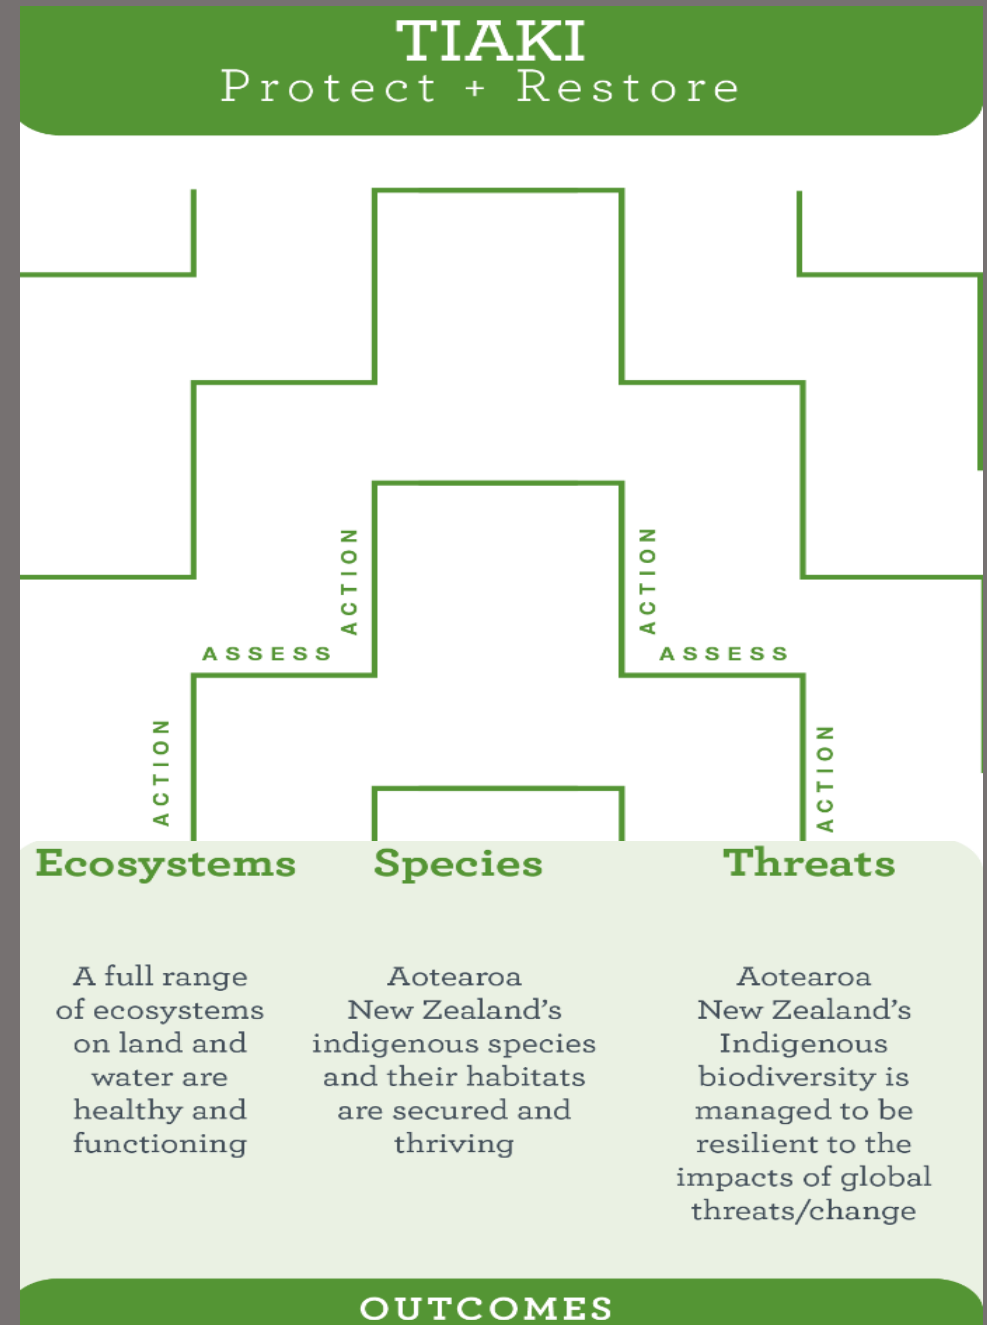 TIAKI
Protect + Restore
ACTION
ACTION
ASSESS
ASSESS
ACTION
ACTION
Ecosystems
A full range
of ecosystems
on land and
water are
healthy and
functioning
Species
Aotearoa
New Zealand’s
indigenous species
and their habitats
are secured and
thriving
Threats
Aotearoa
New Zealand’s
Indigenous
biodiversity is
managed to be
resilient to the
impacts of global
threats/change
OUTCOMES